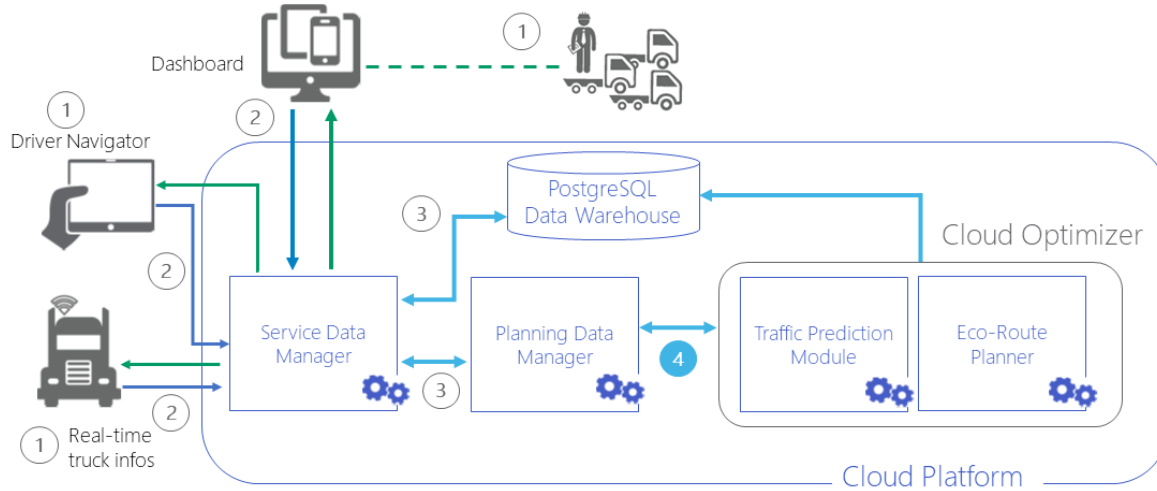 1
Dashboard
1
2
Driver Navigator
PostgreSQL
Data Warehouse
3
Cloud Optimizer
2
Service Data
Manager
Planning Data
Manager
Traffic Prediction
Module
Eco-Route
Planner
4
3
2
1
Real-time
truck infos
Cloud Platform